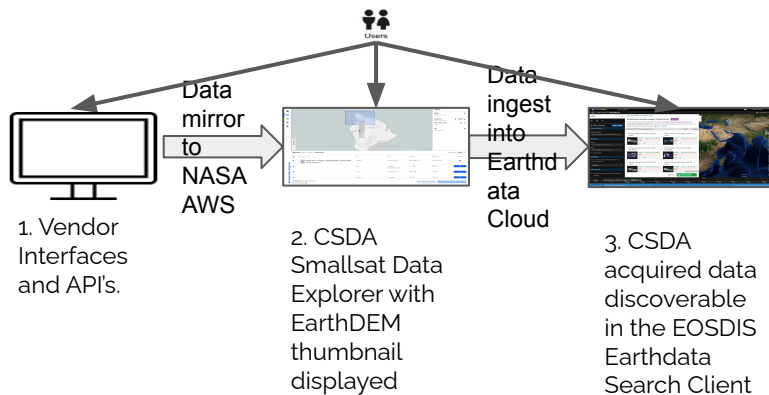 Users
Data
mirror
to
NASA
AWS
Data
ingest
into
Earthd
ata
Cloud
1. Vendor
Interfaces
and API's.
2. CSDA
Smallsat Data
Explorer with
EarthDEM
thumbnail
displayed
3. CSDA
acquired data
discoverable
in the EOSDIS
Earthdata
Search Client